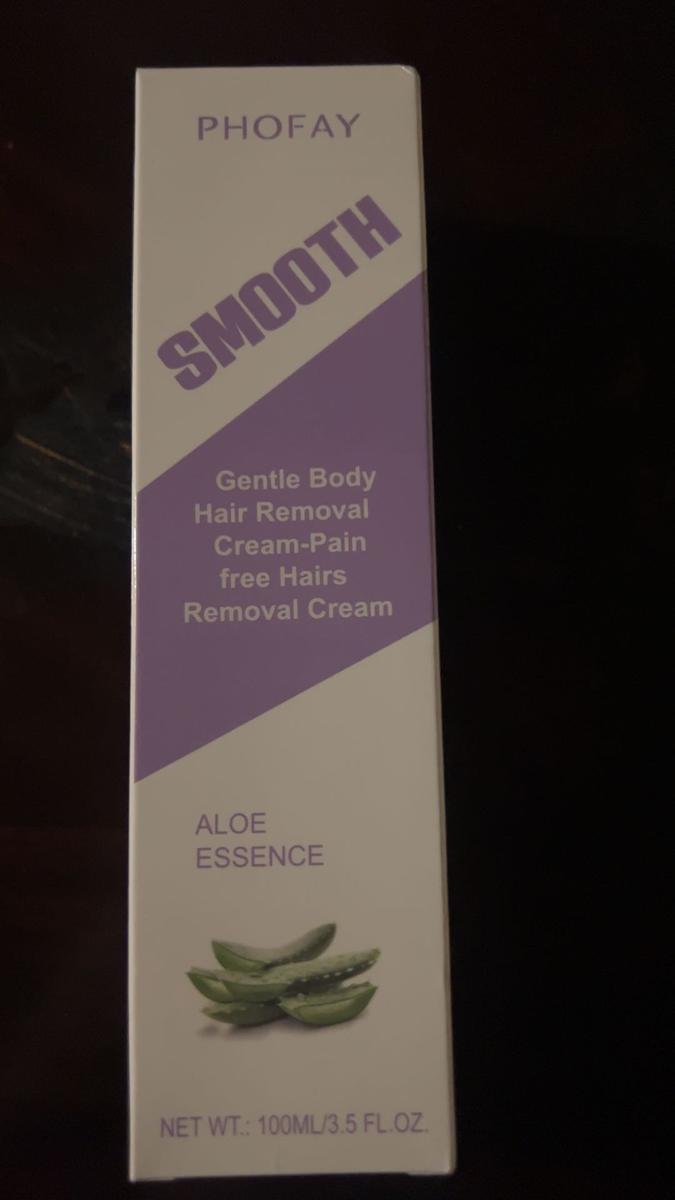 PHOFAY
SMOOTH
Gentle Body
Hair Removal
Cream-Pain
free Hairs
Removal Cream
ALOE
ESSENCE
NET WT.: 100ML/3.5 FL.OZ.